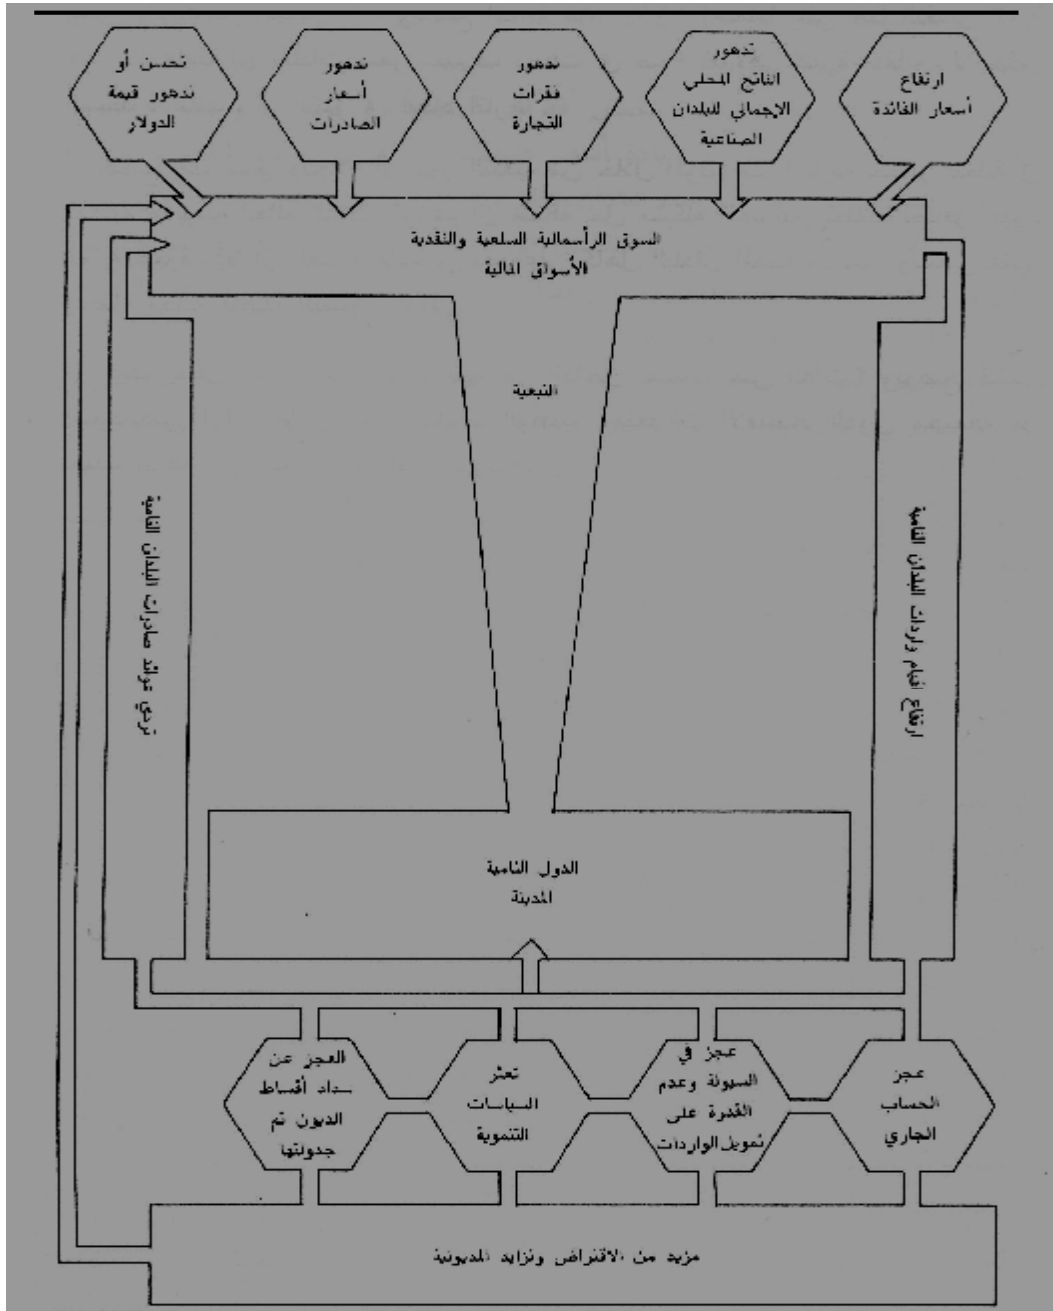 ارتفاع
أسعار الفائدة
تدهور
الناتج المحلي
الإجمالي للبلدان
الصناعية
تدهور
فقرات
التجارة
تدهور
أسعار
الصادرات
تحسن أو
تدهور قيمة
الدولار
السوق الرأسمالية السلعية والنقدية
الأسواق المالية
التبعية
ارتفاع اقيام واردات البلدان النامية
تردي عوائد صادرات البلدان النامية
الدول النامية
المدينة
عجز
الحساب
الجاري
عجز في
السيولة وعدم
القدرة على
تمويل الواردات
تعثر
السياسات
التنموية
العجز عن
سداد أقساط
الديون ثم
جدولتها
مزيد من الاقتراض وتزايد المديونية